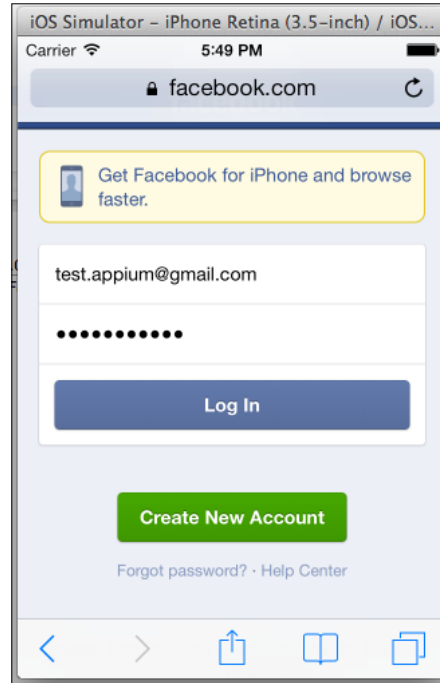 iOS Simulator – iPhone Retina (3.5-inch) / iOS...
Carrier 5:49 PM
facebook.com
Get Facebook for iPhone and browse
faster.
test.appium@gmail.com
•••••••••••
Log In
Create New Account
Forgot password? · Help Center